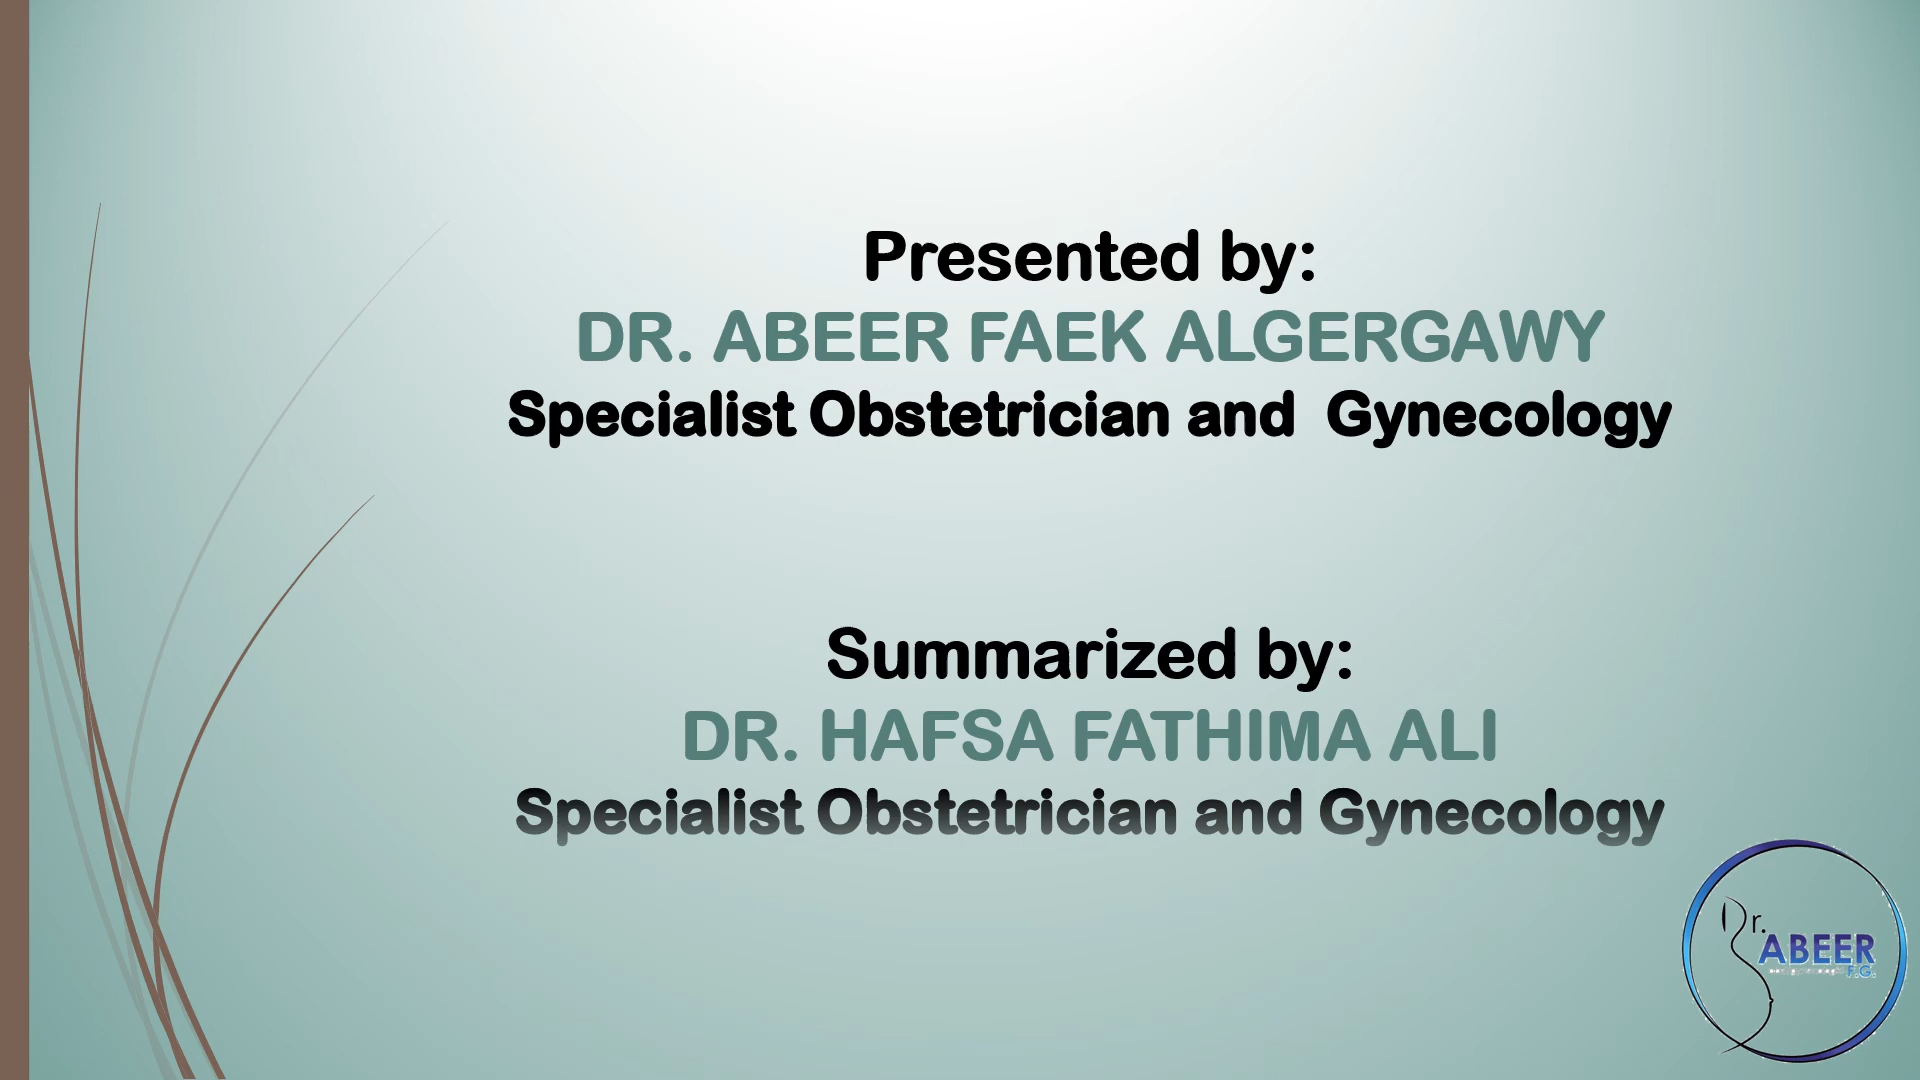 Presented by:
DR. ABEER FAEK ALGERGAWY
Specialist Obstetrician and Gynecology
Summarized by:
DR. HAFSA FATHIMA ALI
Specialist Obstetrician and Gynecology
Dr.
ABEER
F.G.